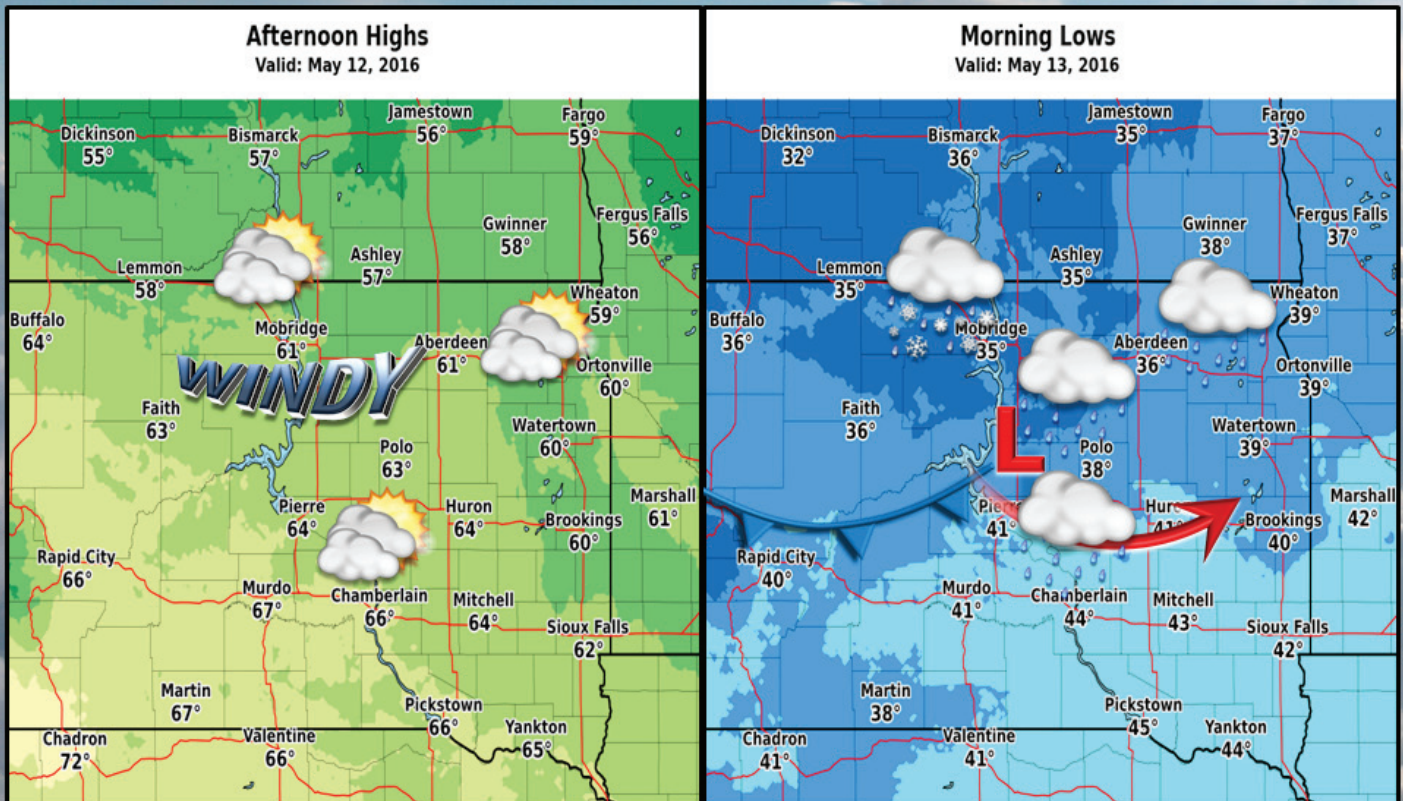 Afternoon Highs
Valid: May 12, 2016
Dickinson
55°
Bismarck
57°
Jamestown
56°
Fargo
59°
Gwinner
58°
Fergus Falls
56°
Ashley
57°
Lemmon
58°
Wheaton
59°
Buffalo
64°
Mobridge
61°
Aberdeen
61°
WINDY
Ortonville
60°
Faith
63°
Watertown
60°
Polo
63°
Pierre
64°
Huron
64°
Marshall
61°
Brookings
60°
Rapid City
66°
Murdo
67°
Chamberlain
66°
Mitchell
64°
Sioux Falls
62°
Martin
67°
Pickstown
66°
Yankton
65°
Chadron
72°
Valentine
66°
Morning Lows
Valid: May 13, 2016
Dickinson
32°
Bismarck
36°
Jamestown
35°
Fargo
37°
Gwinner
38°
Fergus Falls
37°
Ashley
35°
Lemmon
35°
Wheaton
39°
Buffalo
36°
Mobridge
35°
Aberdeen
36°
Ortonville
39°
Faith
36°
Watertown
39°
L
Polo
38°
Pierre
41°
Huron
41°
Marshall
42°
Brookings
40°
Rapid City
40°
Murdo
41°
Chamberlain
44°
Mitchell
43°
Sioux Falls
42°
Martin
38°
Pickstown
45°
Yankton
44°
Chadron
41°
Valentine
41°